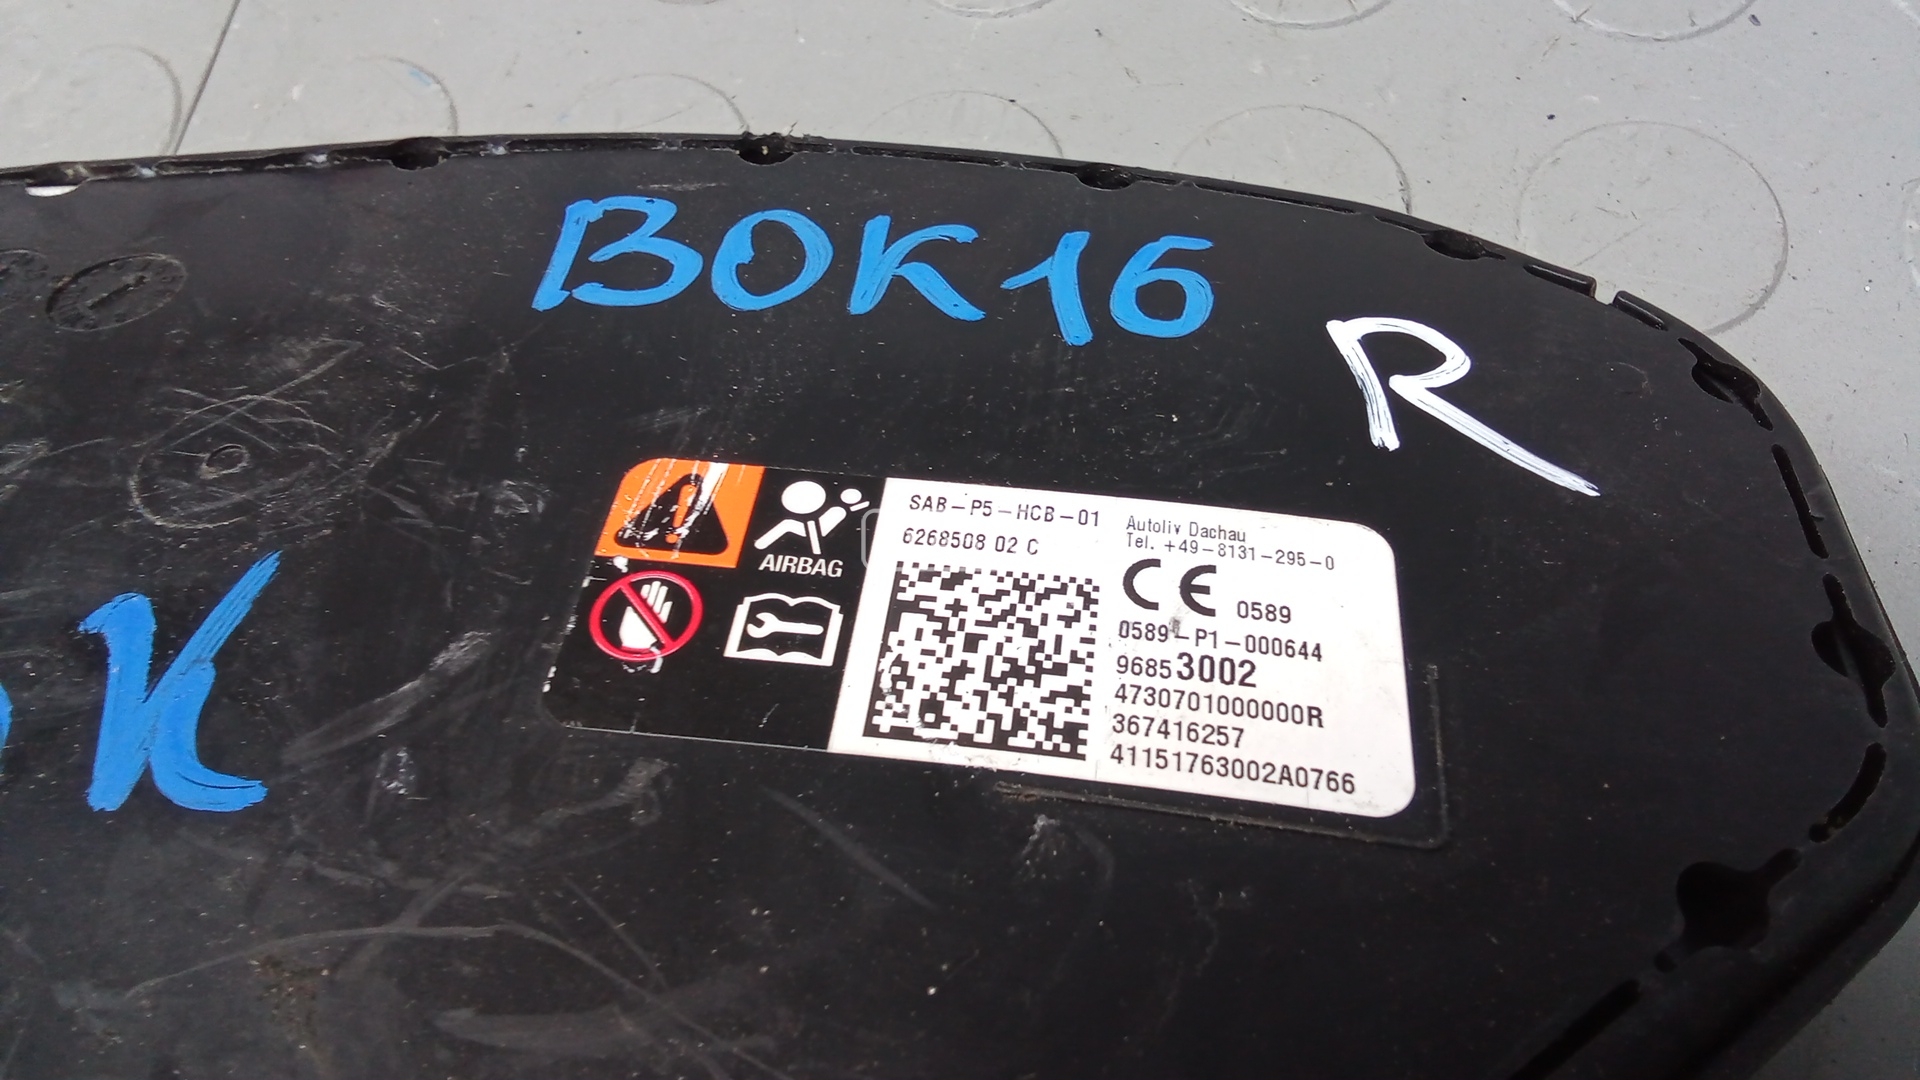 BOK16
R
K
AIRBAG
SAB-P5-HCB-01
6268508 02 C
Autoliv Dachau
Tel. +49-8131-295-0
CE 0589
0589-P1-000644
96853002
4730701000000R
367416257
41151763002A0766